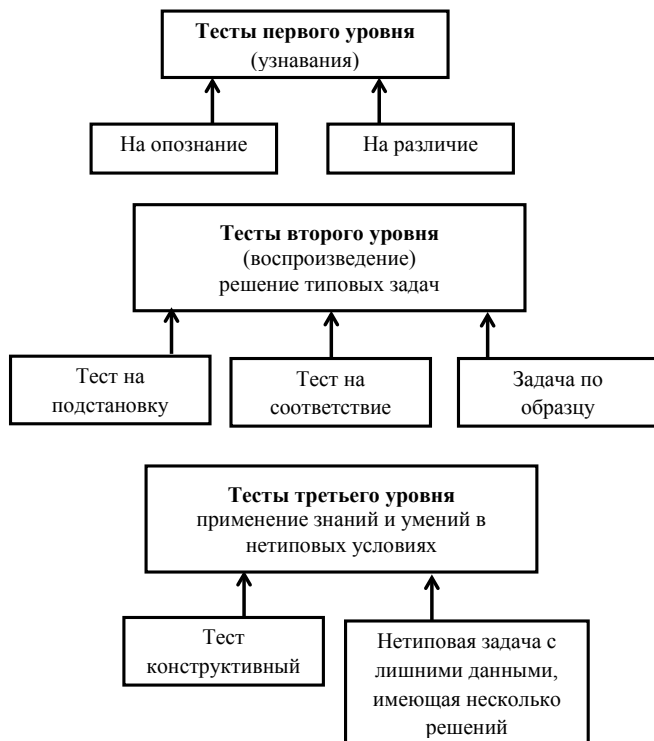 Тесты первого уровня
(узнавания)
На опознание
На различие
Тесты второго уровня
(воспроизведение)
решение типовых задач
Тест на
подстановку
Тест на
соответствие
Задача по
образцу
Тесты третьего уровня
применение знаний и умений в
нетиповых условиях
Тест
конструктивный
Нетиповая задача с
лишними данными,
имеющая несколько
решений